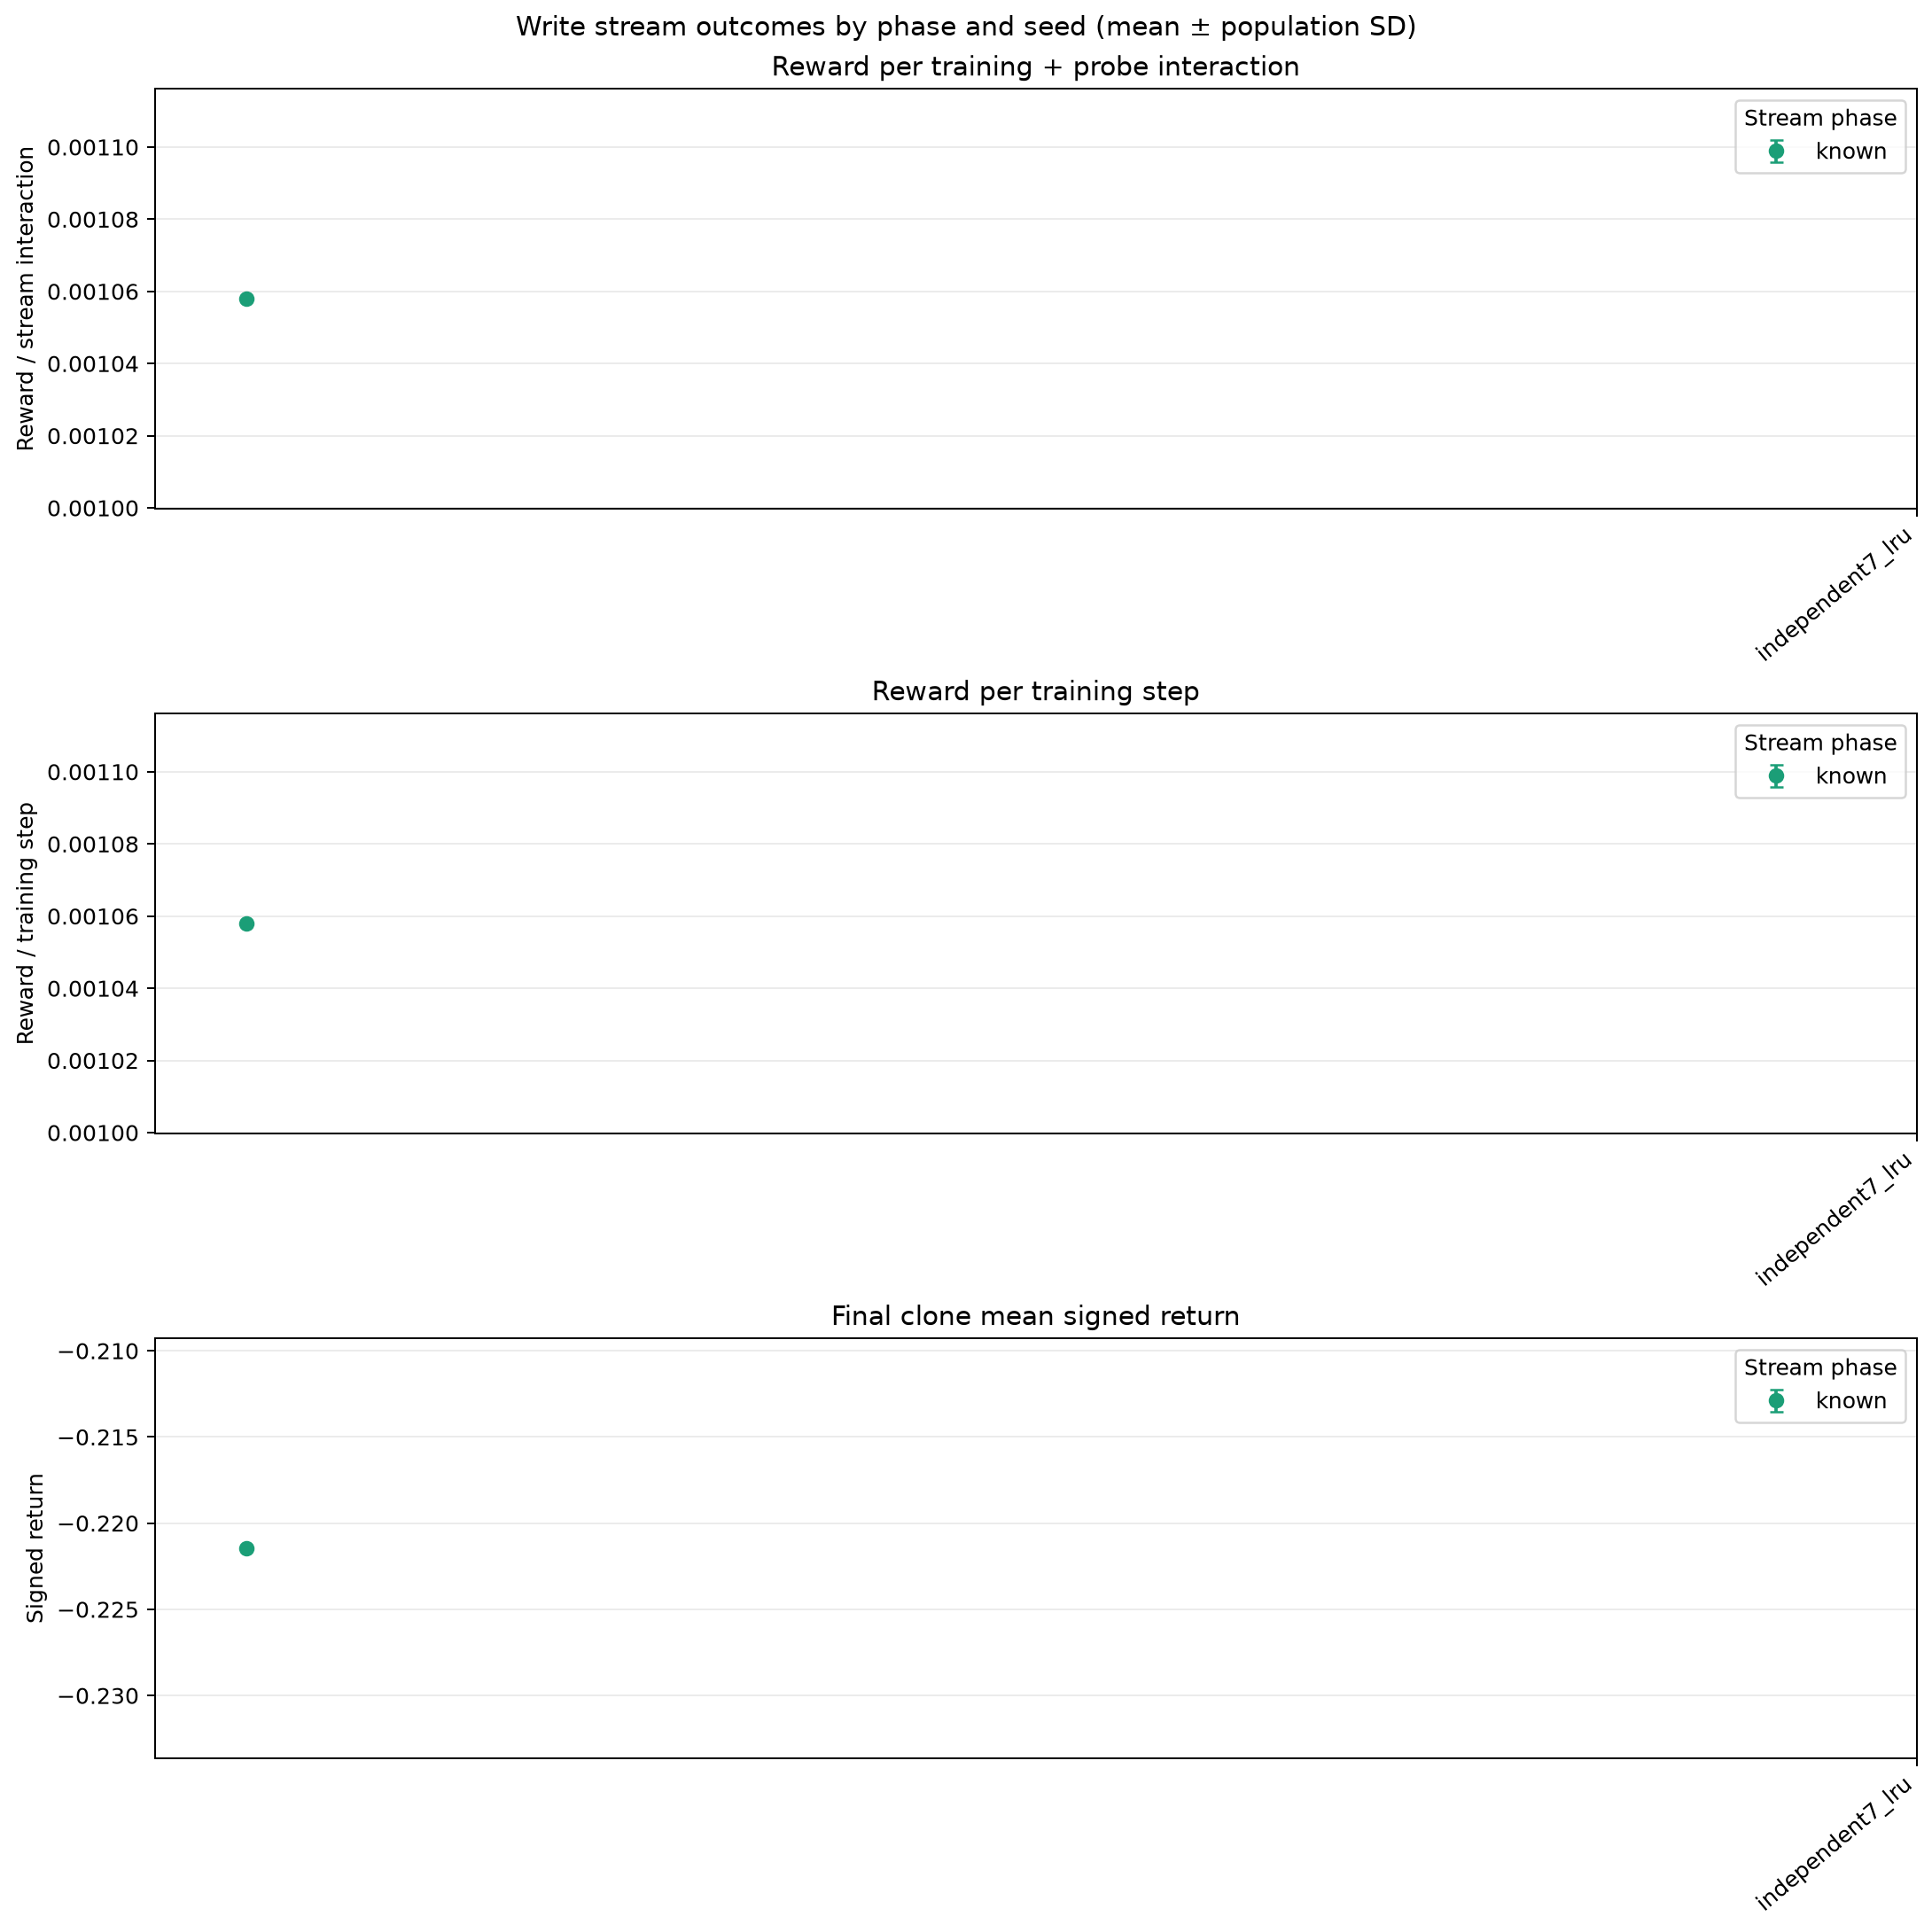 Write stream outcomes by phase and seed (mean ± population SD)
Reward per training + probe interaction
Reward / stream interaction
0.00110
0.00108
0.00106
0.00104
0.00102
0.00100
Stream phase
known
independent7_lru
Reward per training step
Reward / training step
0.00110
0.00108
0.00106
0.00104
0.00102
0.00100
Stream phase
known
independent7_lru
Final clone mean signed return
Signed return
−0.210
−0.215
−0.220
−0.225
−0.230
Stream phase
known
independent7_lru